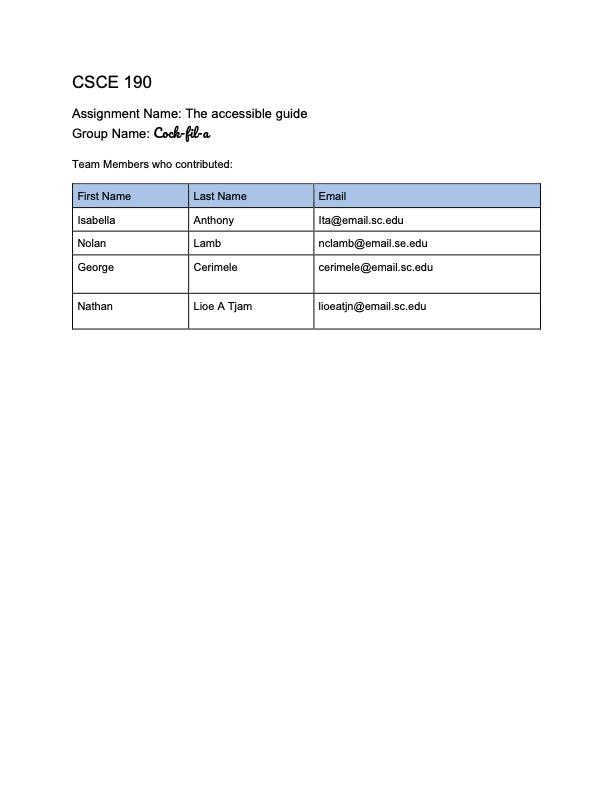 CSCE 190
Assignment Name: The accessible guide
Group Name: Cock-fil-a
Team Members who contributed:
First Name Last Name Email
Isabella Anthony lta@email.sc.edu
Nolan Lamb nclamb@email.se.edu
George Cerimele cerimele@email.sc.edu
Nathan Lioe A Tjam lioeatjn@email.sc.edu